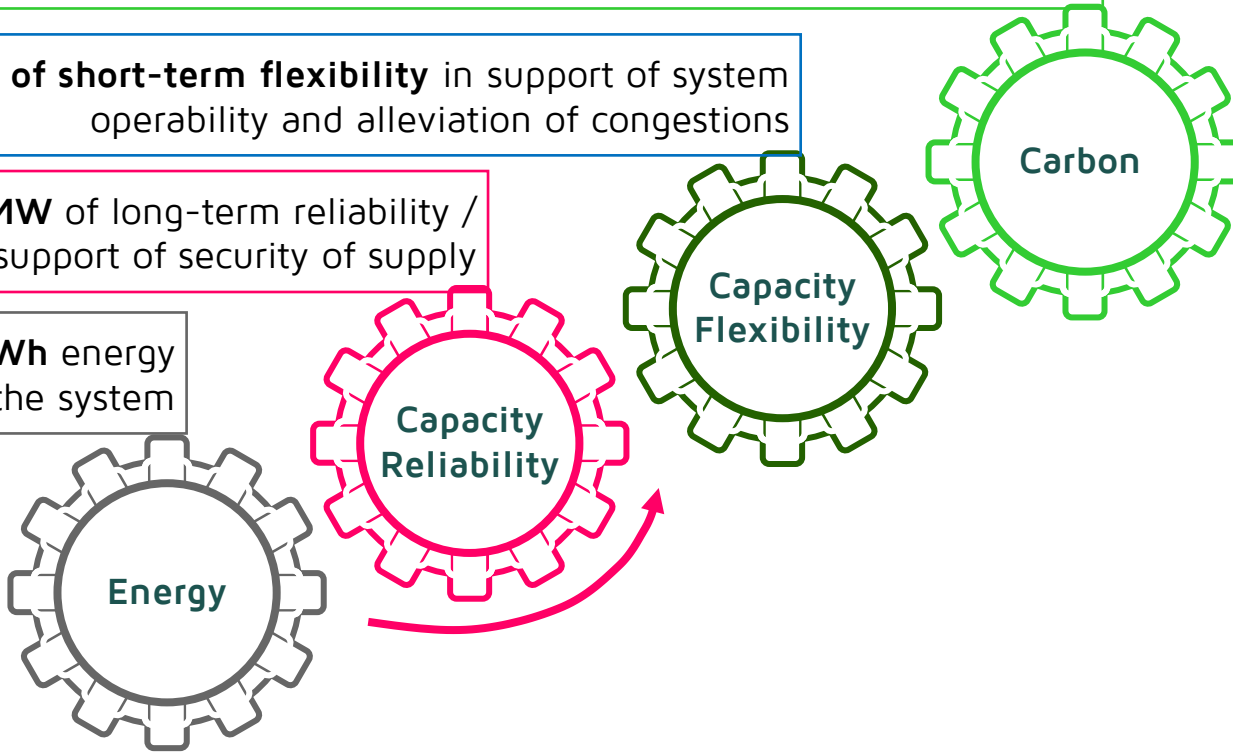 of short-term flexibility in support of system
operability and alleviation of congestions
Carbon
MW of long-term reliability /
support of security of supply
Capacity
Flexibility
Wh energy
the system
Capacity
Reliability
Energy